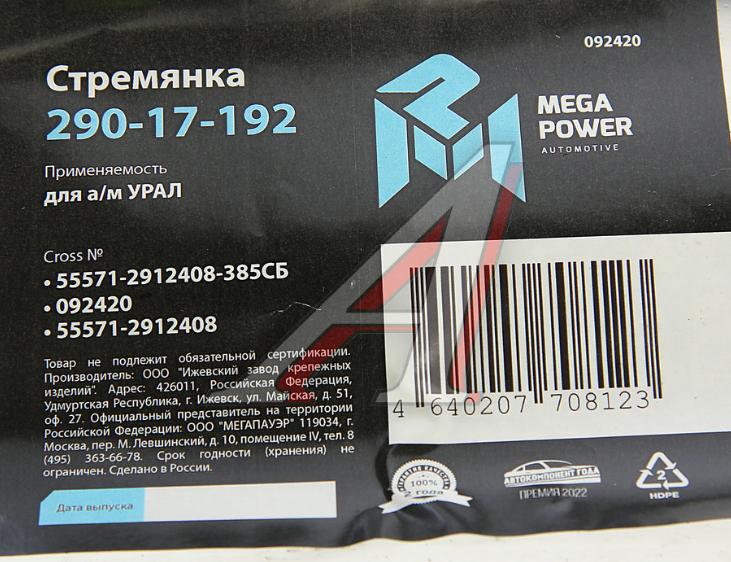 092420
Стремянка
290-17-192
MEGA
POWER
AUTOMOTIVE
Применяемость
для а/м УРАЛ
Cross №
• 55571-2912408-385СБ
• 092420
• 55571-2912408
Товар не подлежит обязательной сертификации.
Производитель: ООО "Ижевский завод крепежных
изделий". Адрес: 426011, Российская Федерация,
Удмуртская Республика, г. Ижевск, ул. Майская, д. 51,
оф. 27. Официальный представитель на территории
Российской Федерации: ООО "МЕГАПАУЭР" 119034, г.
Москва, пер. М. Левшинский, д. 10, помещение IV, тел. 8
(495) 363-66-78. Срок годности (хранения) не
ограничен. Сделано в России.
4 640207 708123
Дата выпуска
ГАРАНТИЯ КАЧЕСТВА
100%
2 года
АВТОКОМПОНЕНТ ГОДА
ПРЕМИЯ 2022
2
HDPE